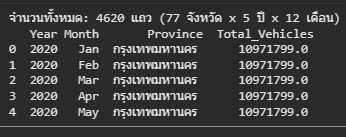 จำนวนทั้งหมด: 4620 แถว (77 จังหวัด x 5 ปี x 12 เดือน)
Year Month Province Total_Vehicles
0 2020 Jan กรุงเทพมหานคร 10971799.0
1 2020 Feb กรุงเทพมหานคร 10971799.0
2 2020 Mar กรุงเทพมหานคร 10971799.0
3 2020 Apr กรุงเทพมหานคร 10971799.0
4 2020 May กรุงเทพมหานคร 10971799.0